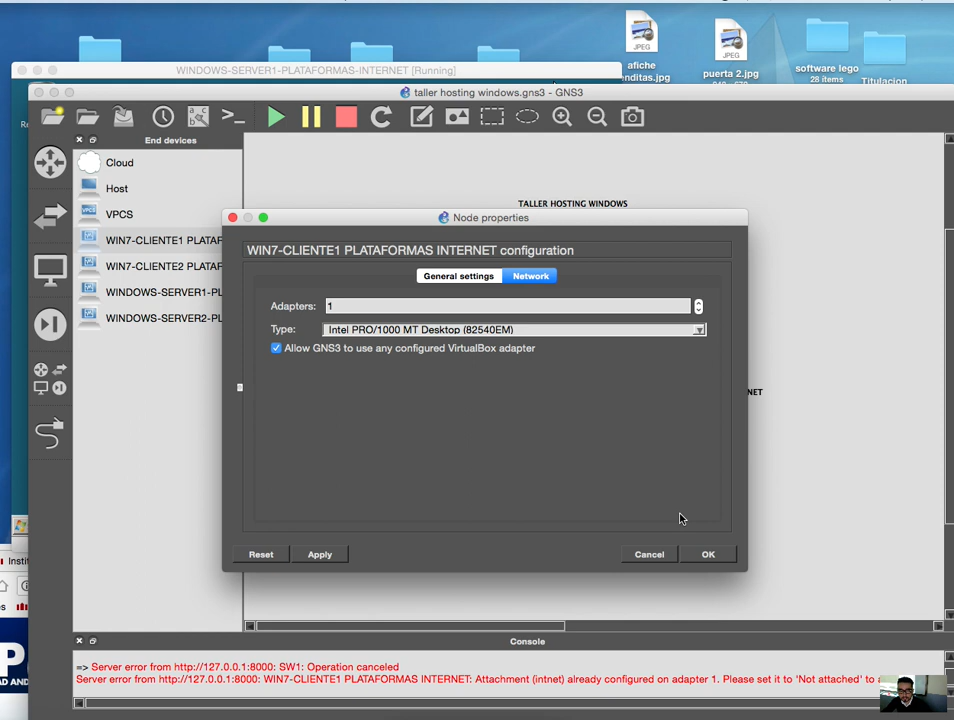 afiche
nditas.jpg
puerta 2.jpg
software lego
28 items
Titulacion
WINDOWS-SERVER1-PLATAFORMAS-INTERNET [Running]
taller hosting windows.gns3 - GNS3
End devices
Cloud
Host
VPCS
WIN7-CLIENTE1 PLATAF
WIN7-CLIENTE2 PLATAF
WINDOWS-SERVER1-PL
WINDOWS-SERVER2-PL
TALLER HOSTING WINDOWS
Node properties
WIN7-CLIENTE1 PLATAFORMAS INTERNET configuration
General settings Network
Adapters: 1
Type: Intel PRO/1000 MT Desktop (82540EM)
Allow GNS3 to use any configured VirtualBox adapter
NET
Reset Apply Cancel OK
Instit
Console
=> Server error from http://127.0.0.1:8000: SW1: Operation canceled
Server error from http://127.0.0.1:8000: WIN7-CLIENTE1 PLATAFORMAS INTERNET: Attachment (intnet) already configured on adapter 1. Please set it to 'Not attached' to a
AD AND